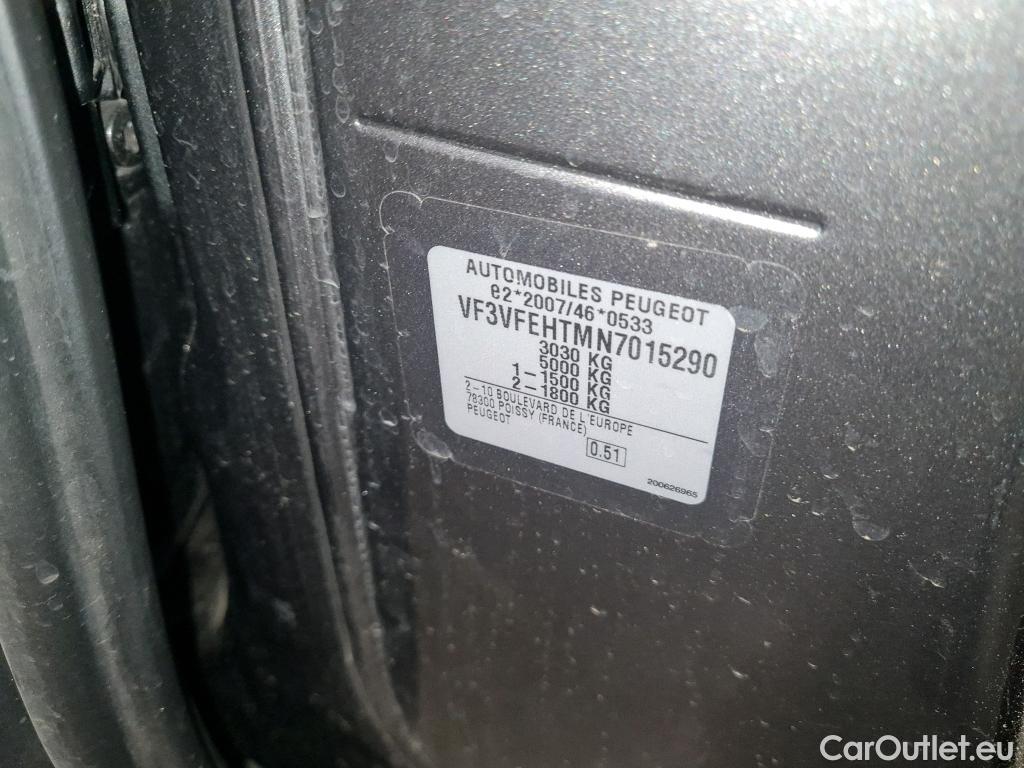 AUTOMOBILES PEUGEOT
e2*2007/46*0533
VF3VFEHTMN7015290
3030 KG
5000 KG
1-1500 KG
2-1800 KG
2-10 BOULEVARD DE L'EUROPE
78300 POISSY (FRANCE)
PEUGEOT
0.51
200626965
CarOutlet.eu